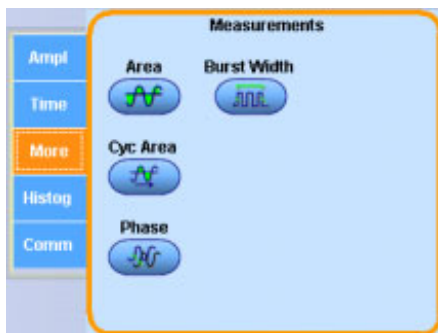 Measurements
Ampl
Time
More
Histog
Comm
Area
Burst Width
Cyc Area
Phase